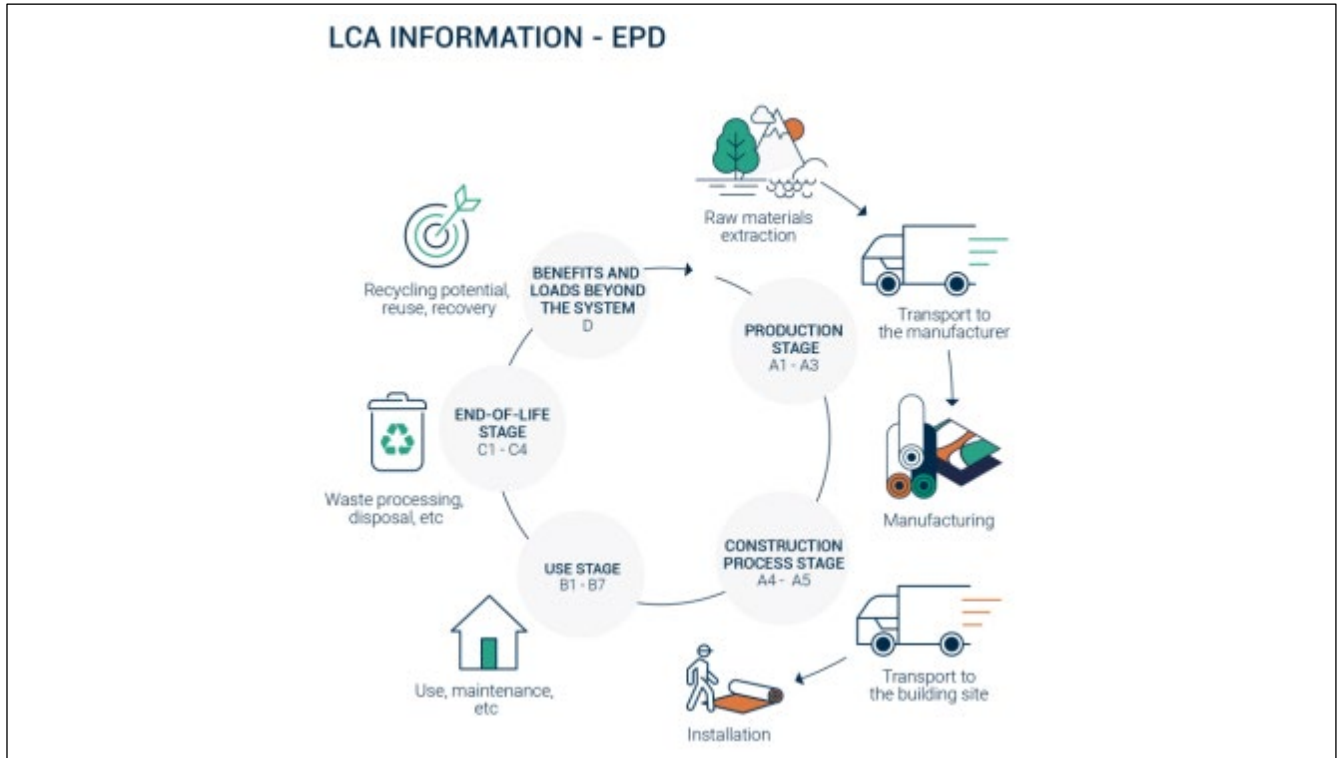 LCA INFORMATION - EPD
Raw materials
extraction
Transport to
the manufacturer
Manufacturing
PRODUCTION
STAGE
A1 - A3
CONSTRUCTION
PROCESS STAGE
A4 - A5
Transport to
the building site
Installation
USE STAGE
B1 - B7
Use, maintenance,
etc
END-OF-LIFE
STAGE
C1 - C4
Waste processing,
disposal, etc
BENEFITS AND
LOADS BEYOND
THE SYSTEM
D
Recycling potential,
reuse, recovery